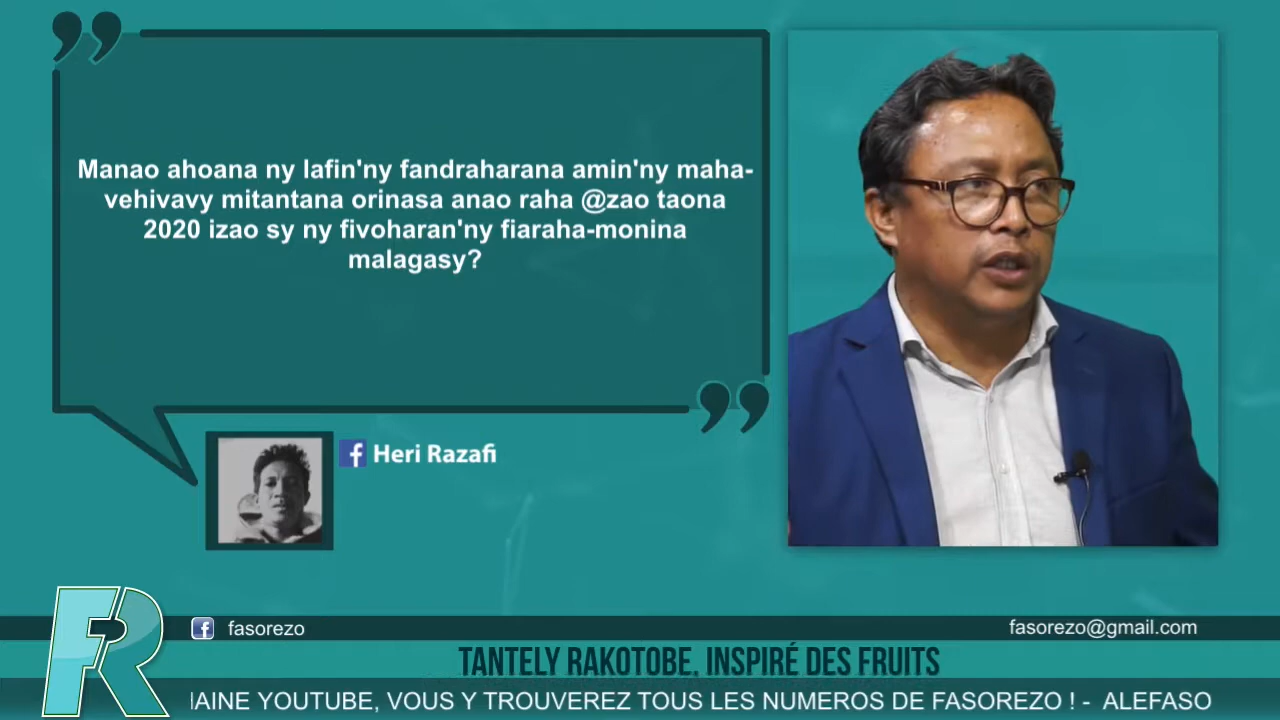 Manao ahoana ny lafin'ny fandraharana amin'ny maha-
vehivavy mitantana orinasa anao raha @zao taona
2020 izao sy ny fivoharan'ny fiaraha-monina
malagasy?
Heri Razafi
FR
fasorezo
fasorezo@gmail.com
TANTELY RAKOTOBE, INSPIRÉ DES FRUITS
AINE YOUTUBE, VOUS Y TROUVEREZ TOUS LES NUMEROS DE FASOREZO ! - ALEFASO